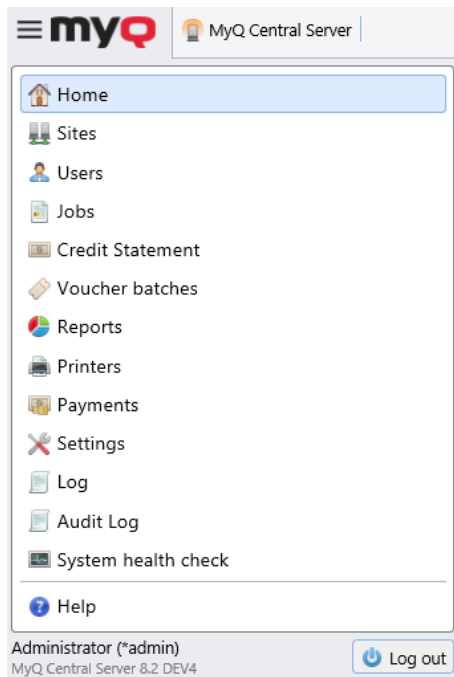 myQ
MyQ Central Server
Home
Sites
Users
Jobs
Credit Statement
Voucher batches
Reports
Printers
Payments
Settings
Log
Audit Log
System health check
Help
Administrator (*admin)
MyQ Central Server 8.2 DEV4
Log out